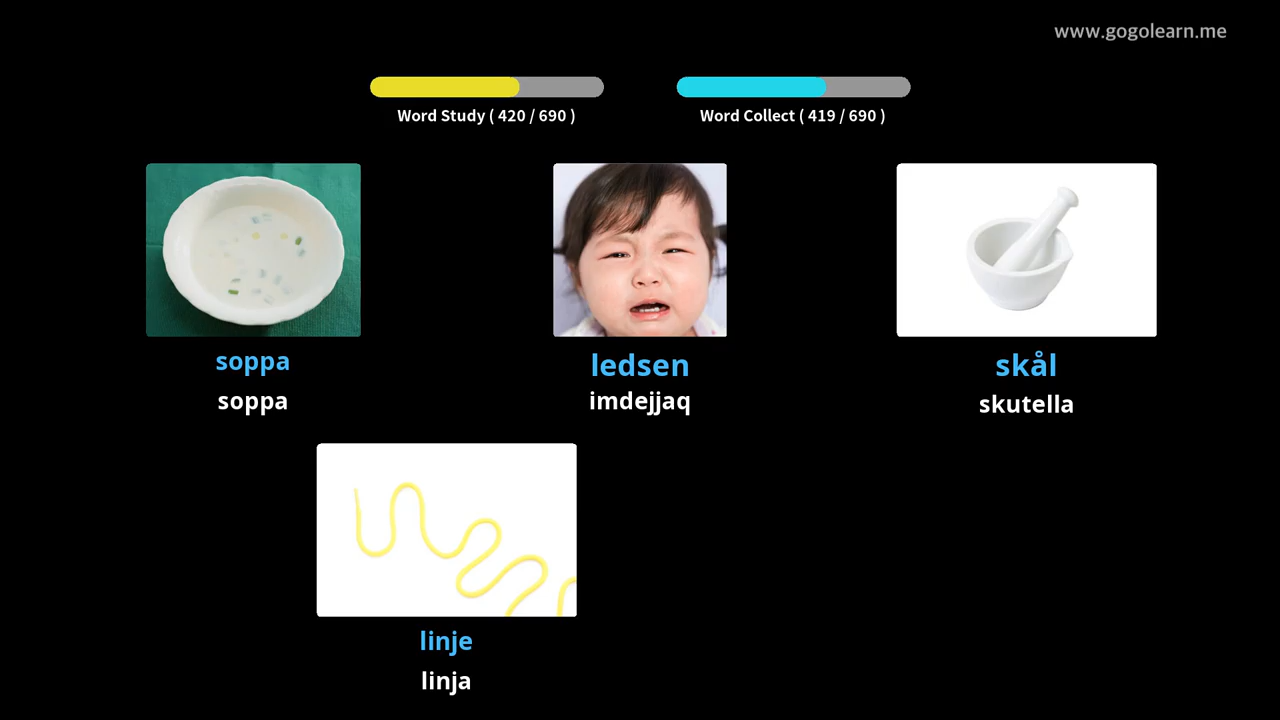 www.gogolearn.me
Word Study ( 420 / 690 )
Word Collect ( 419 / 690 )
soppa
soppa
ledsen
imdejjaq
skål
skutella
linje
linja